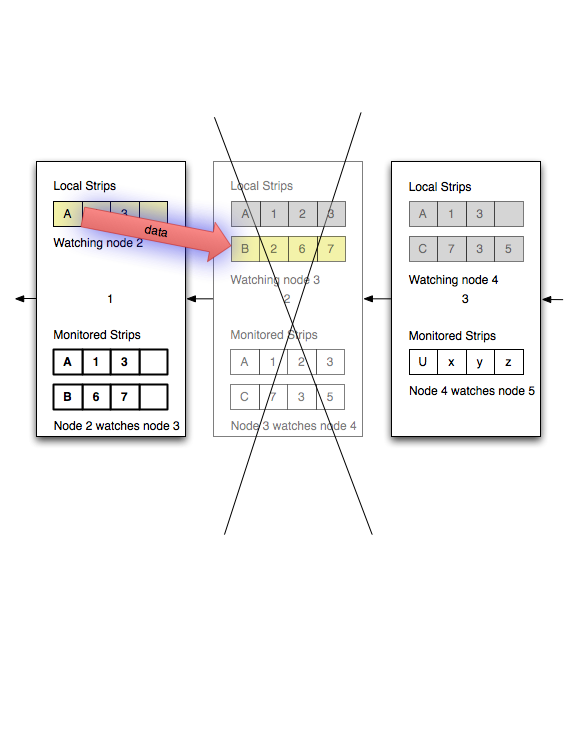 Local Strips
A 3
Watching node 2
1
Monitored Strips
A 1 3
B 6 7
Node 2 watches node 3
data
Local Strips
A 1 2 3
B 2 6 7
Watching node 3
2
Monitored Strips
A 1 2 3
C 7 3 5
Node 3 watches node 4
Local Strips
A 1 3
C 7 3 5
Watching node 4
3
Monitored Strips
U x y z
Node 4 watches node 5